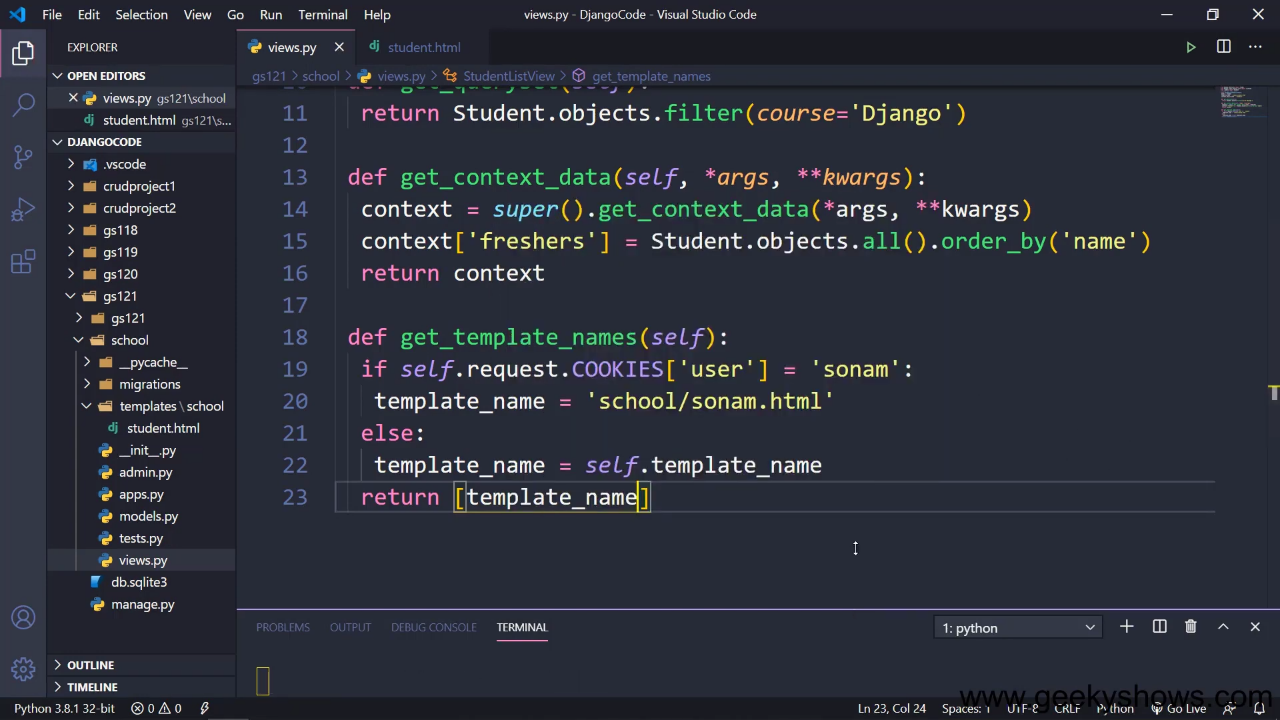 File Edit Selection View Go Run Terminal Help views.py - DjangoCode - Visual Studio Code
EXPLORER
views.py
student.html
OPEN EDITORS
views.py gs121\school
student.html gs121\s...
DJANGOCODE
.vscode
crudproject1
crudproject2
gs118
gs119
gs120
gs121
gs121
school
__pycache__
migrations
templates \ school
student.html
__init__.py
admin.py
apps.py
models.py
tests.py
views.py
db.sqlite3
manage.py
OUTLINE
TIMELINE
gs121 > school > views.py > StudentListView > get_template_names
11 return Student.objects.filter(course='Django')
12
13 def get_context_data(self, *args, **kwargs):
14 context = super().get_context_data(*args, **kwargs)
15 context['freshers'] = Student.objects.all().order_by('name')
16 return context
17
18 def get_template_names(self):
19 if self.request.COOKIES['user'] = 'sonam':
20 template_name = 'school/sonam.html'
21 else:
22 template_name = self.template_name
23 return [template_name]
PROBLEMS OUTPUT DEBUG CONSOLE TERMINAL 1: python
www.geekyshows.com
Python 3.8.1 32-bit 0 0 Ln 23, Col 24 Spaces: 1 UTF-8 CRLF Python Go Live